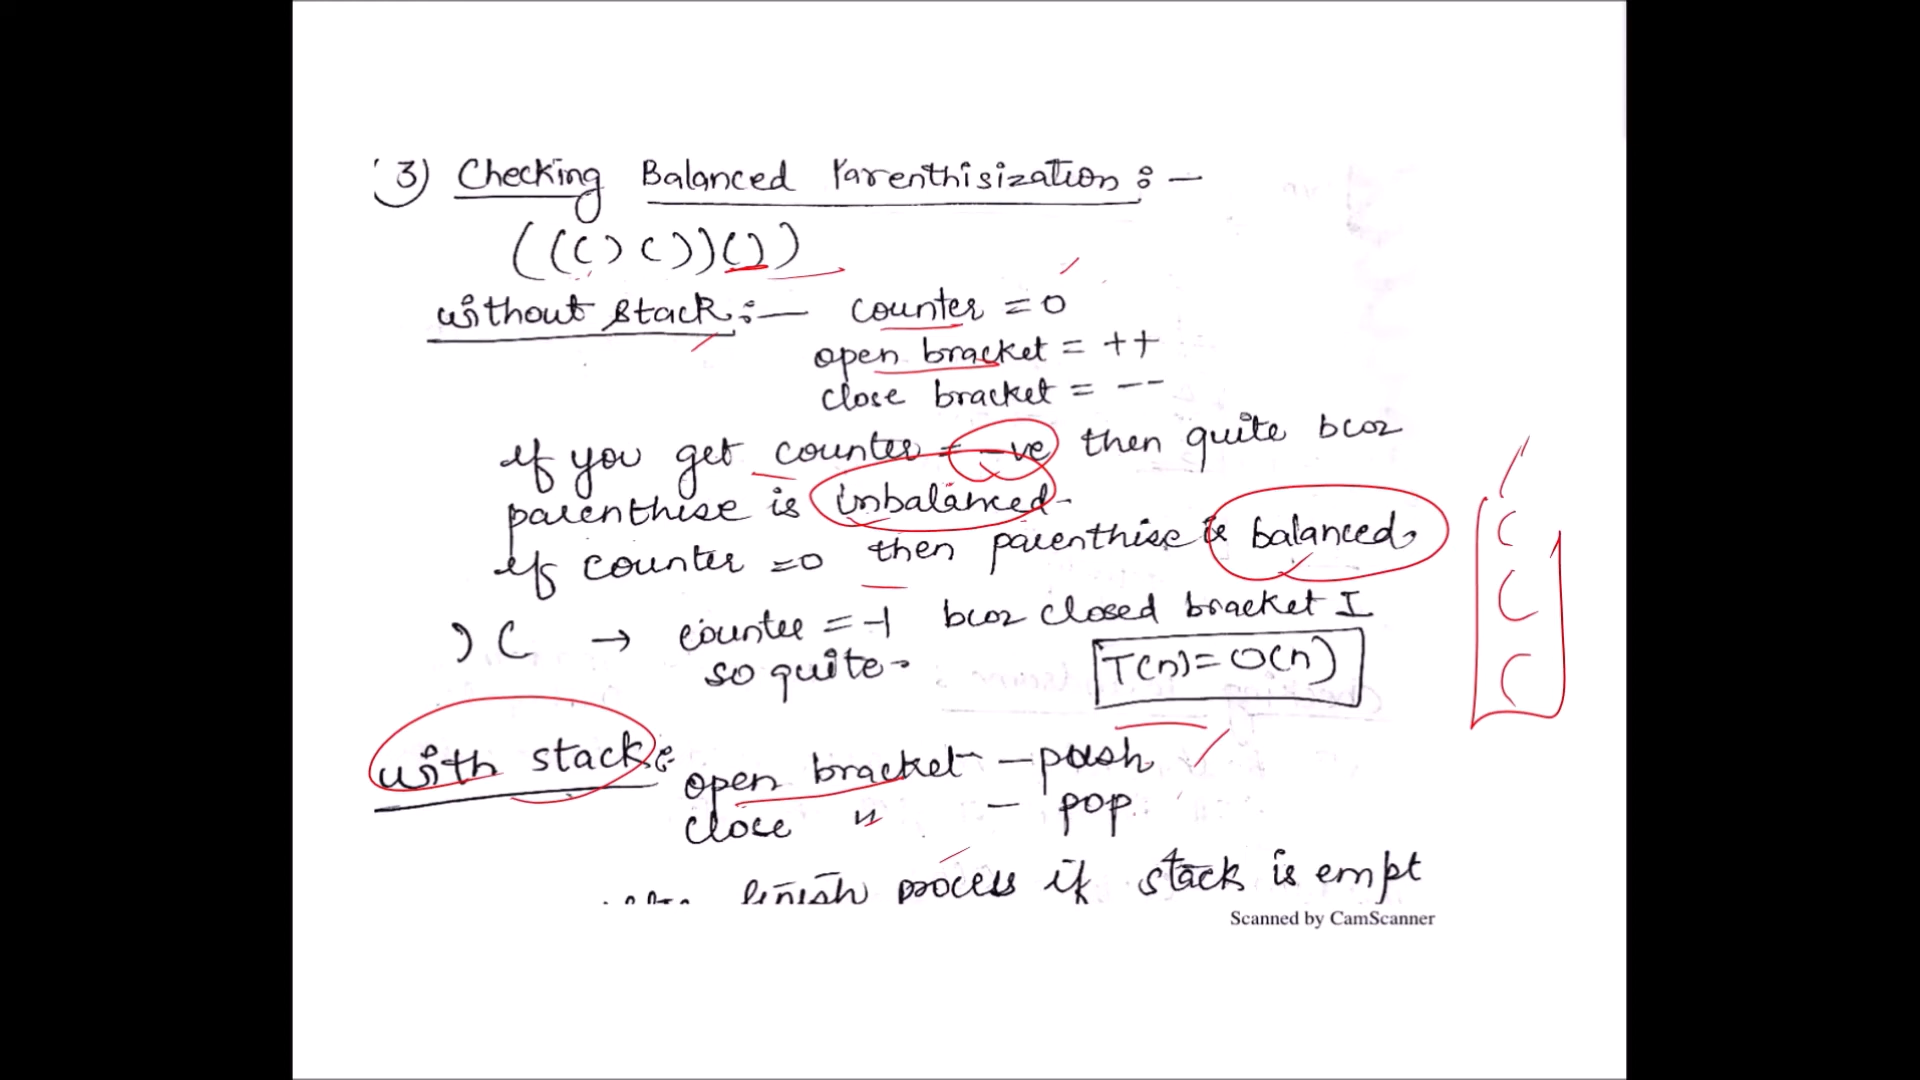 3) Checking Balanced Parenthisization :-
((()())())
without stack :- counter = 0
open bracket = ++
close bracket = --
if you get counter = -ve then quite bcoz
parenthise is inbalanced.
if counter =0 then parenthise is balanced.
)( → counter = -1 bcoz closed bracket I
so quite.
T(n)= O(n)
with stack:
open bracket - push
close " - pop
finish process if stack is empt
Scanned by CamScanner
(
(
(